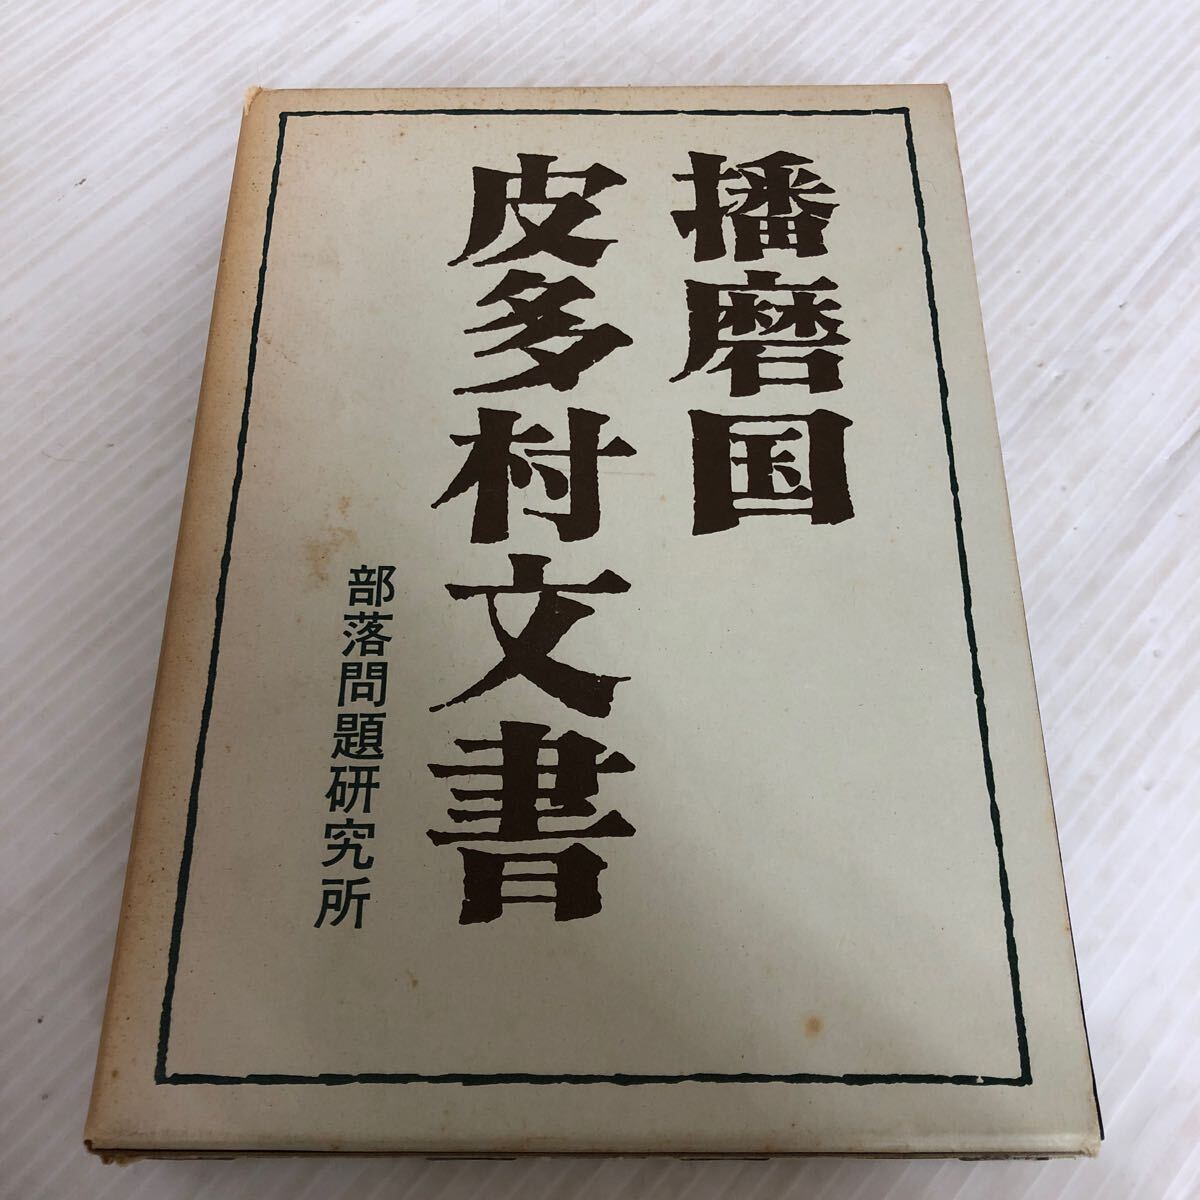 播磨国
皮多村文書
部落問題研究所